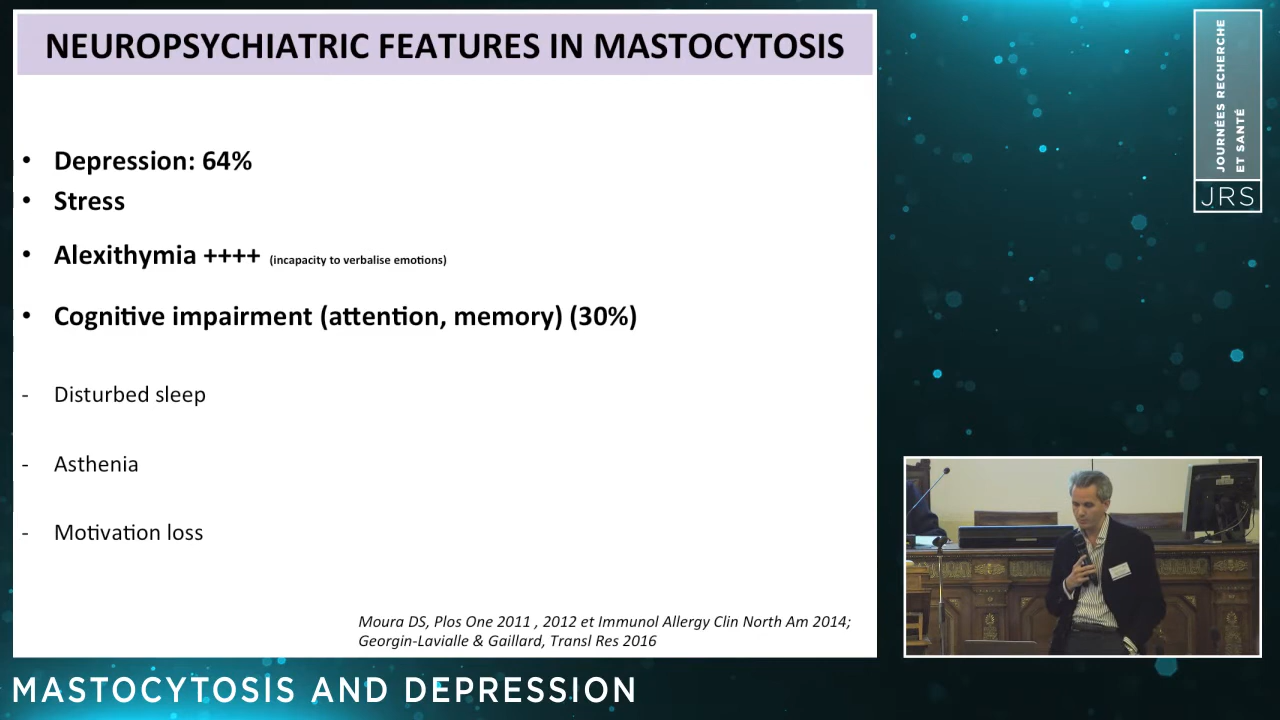 NEUROPSYCHIATRIC FEATURES IN MASTOCYTOSIS
• Depression: 64%
• Stress
• Alexithymia ++++ (incapacity to verbalise emotions)
• Cognitive impairment (attention, memory) (30%)
- Disturbed sleep
- Asthenia
- Motivation loss
Moura DS, Plos One 2011 , 2012 et Immunol Allergy Clin North Am 2014;
Georgin-Lavialle & Gaillard, Transl Res 2016
MASTOCYTOSIS AND DEPRESSION
JOURNÉES RECHERCHE
ET SANTÉ
JRS